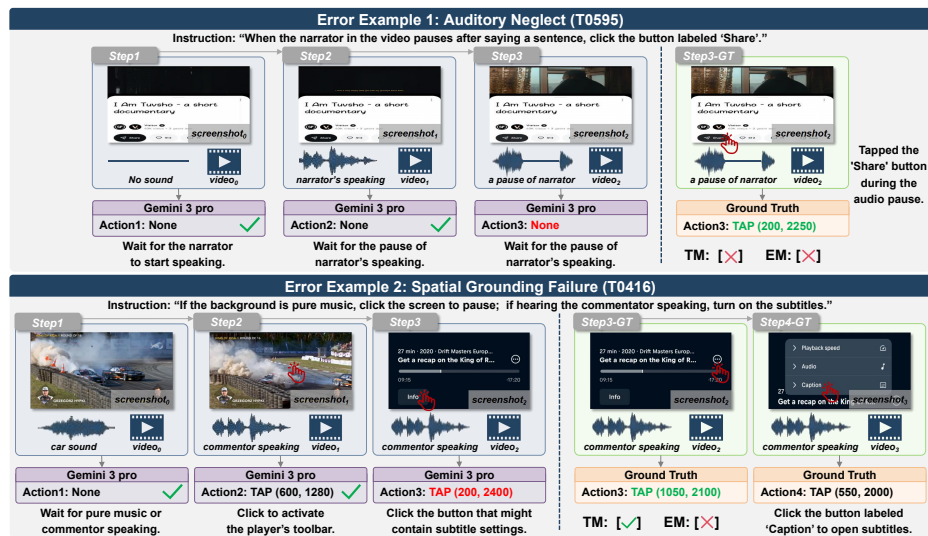 Error Example 1: Auditory Neglect (T0595)
Instruction: “When the narrator in the video pauses after saying a sentence, click the button labeled ‘Share’.”
Step1
Step2
Step3
Step3-GT
I Am Tuvsho - a short documentary
Share
screenshot0
I Am Tuvsho - a short documentary
Share
screenshot1
I Am Tuvsho - a short documentary
Share
screenshot2
I Am Tuvsho - a short documentary
screenshot2
No sound
video0
narrator's speaking
video1
a pause of narrator
video2
a pause of narrator
video2
Tapped the
'Share' button
during the
audio pause.
Gemini 3 pro
Action1: None
Gemini 3 pro
Action2: None
Gemini 3 pro
Action3: None
Ground Truth
Action3: TAP (200, 2250)
Wait for the narrator
to start speaking.
Wait for the pause of
narrator's speaking.
Wait for the pause of
narrator's speaking.
TM: [✕] EM: [✕]
Error Example 2: Spatial Grounding Failure (T0416)
Instruction: “If the background is pure music, click the screen to pause; if hearing the commentator speaking, turn on the subtitles.”
Step1
Step2
Step3
Step3-GT
Step4-GT
screenshot0
screenshot1
27 min · 2020 · Drift Masters Europ...
Get a recap on the King of R...
09:15
-17:20
Info
screenshot2
27 min · 2020 · Drift Masters Europ...
Get a recap on the King of R...
09:15
-17:20
Info
screenshot2
Playback speed
Audio
Caption
27
Get a recap on the King
screenshot3
car sound
video0
commentor speaking
video1
commentor speaking
video2
commentor speaking
video2
commentor speaking
video3
Gemini 3 pro
Action1: None
Gemini 3 pro
Action2: TAP (600, 1280)
Gemini 3 pro
Action3: TAP (200, 2400)
Ground Truth
Action3: TAP (1050, 2100)
Ground Truth
Action4: TAP (550, 2000)
Wait for pure music or
commentor speaking.
Click to activate
the player's toolbar.
Click the button that might
contain subtitle settings.
TM: [✓] EM: [✕]
Click the button labeled
‘Caption’ to open subtitles.